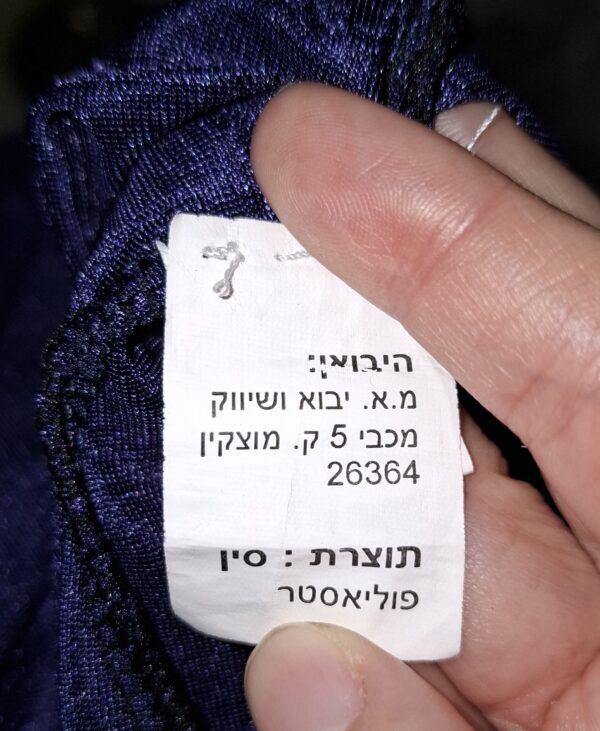 היבואן:
מ.א. יבוא ושיווק
מכבי 5 ק. מוצקין
26364
תוצרת : סין
פוליאסטר